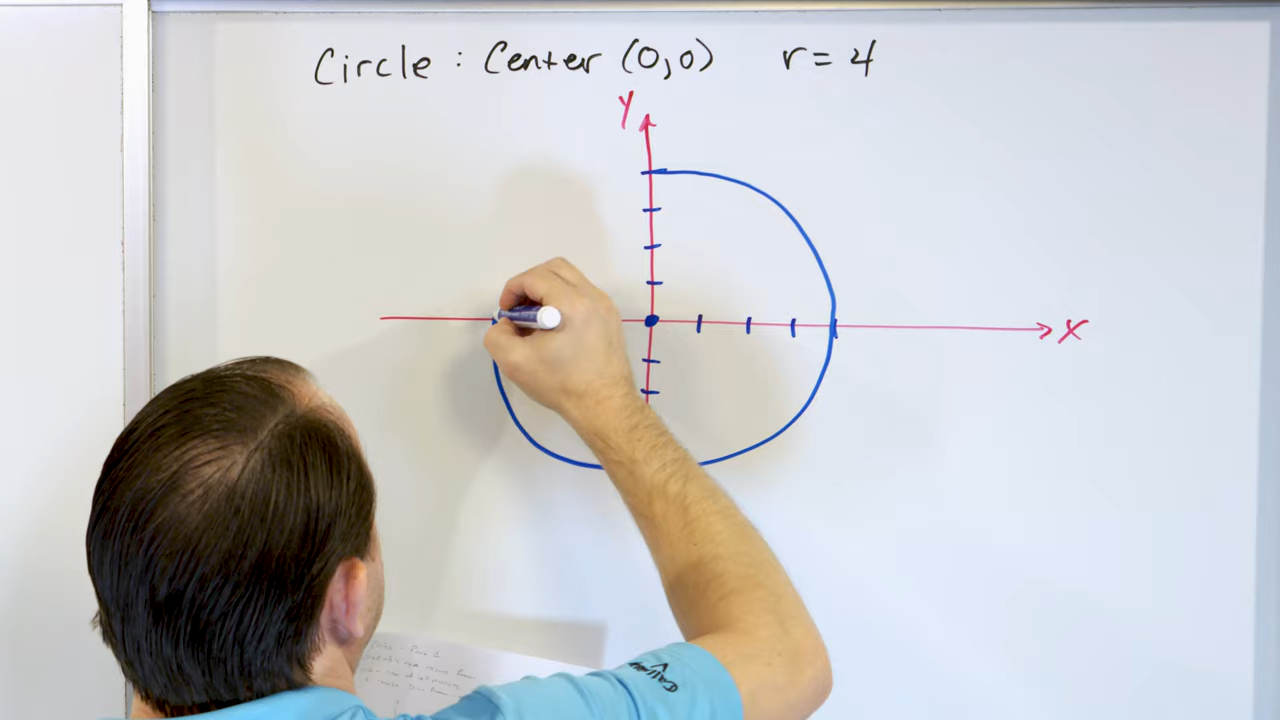 Circle : Center (0,0) r = 4
Y
X